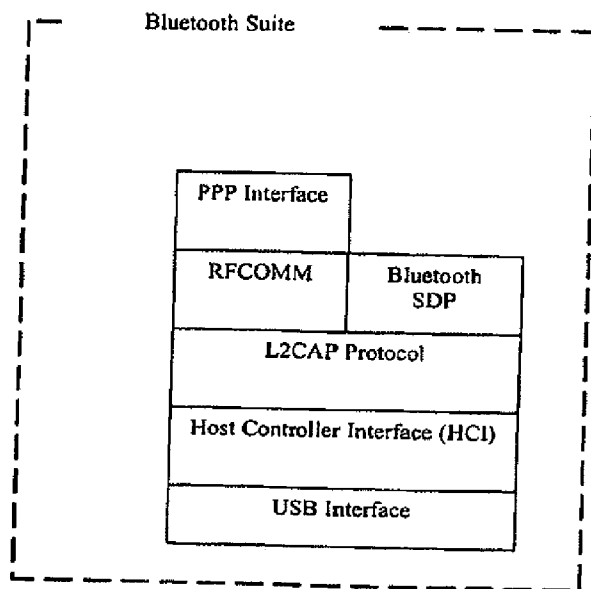 Bluetooth Suite
PPP Interface
RFCOMM
Bluetooth
SDP
L2CAP Protocol
Host Controller Interface (HCI)
USB Interface